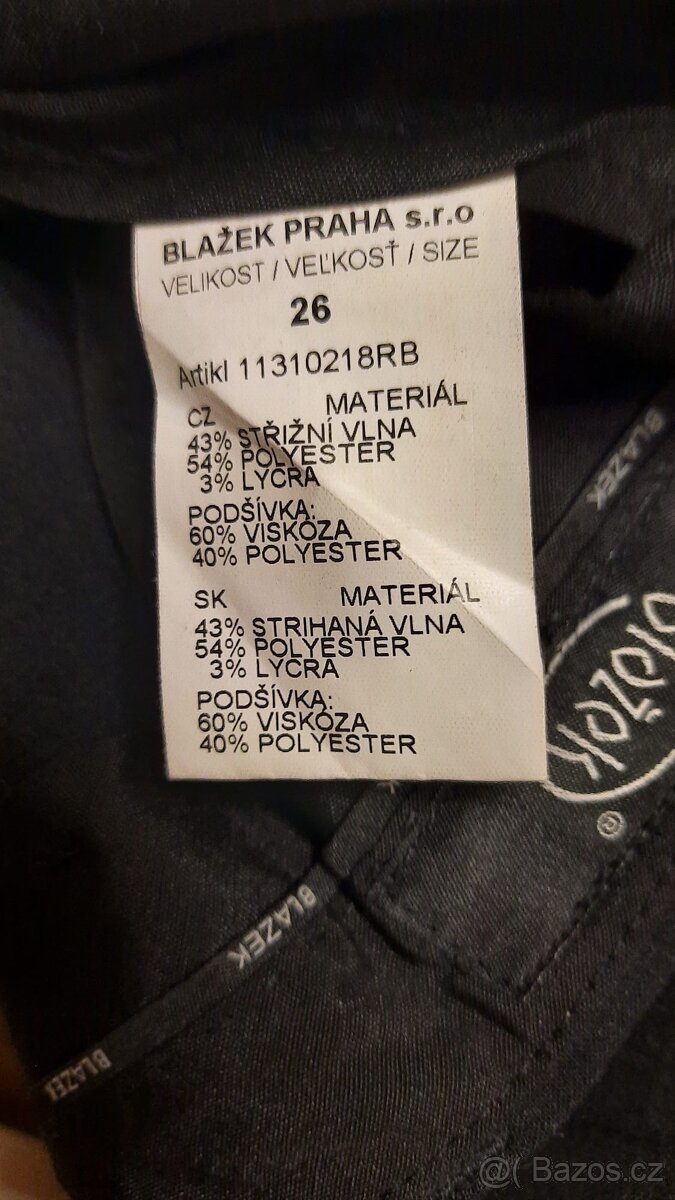 BLAŽEK PRAHA s.r.o
VELIKOST / VEĽKOSŤ / SIZE
26
Artikl 11310218RB
CZ MATERIÁL
43% STŘIŽNÍ VLNA
54% POLYESTER
3% LYCRA
PODŠÍVKA:
60% VISKÓZA
40% POLYESTER
SK MATERIÁL
43% STRIHANÁ VLNA
54% POLYESTER
3% LYCRA
PODŠÍVKA:
60% VISKÓZA
40% POLYESTER
BLAZEK
blažek
®
BLAZEK
BLAZEK
@( Bazos.cz